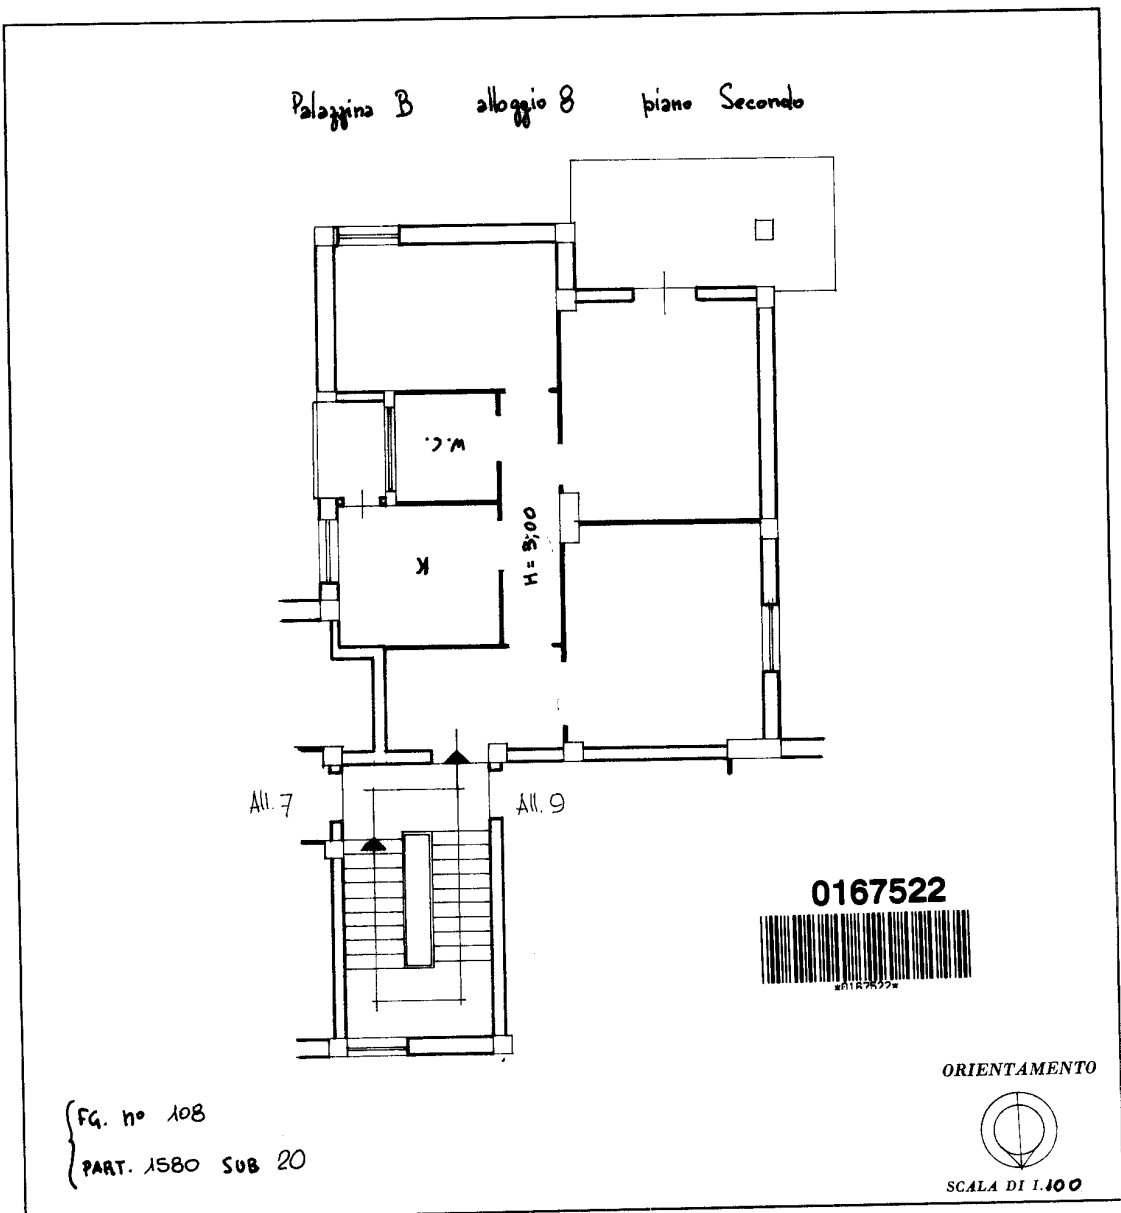 Palazzina B alloggio 8 piano Secondo
W.C.
K
H = 3,00
All. 7
All. 9
0167522
*0167522*
ORIENTAMENTO
SCALA DI 1.100
FG. nº 108
PART. 1580 SUB 20